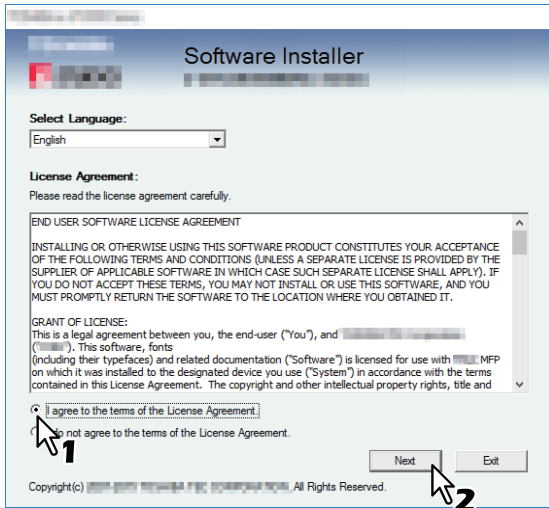 Software Installer
Select Language:
English
License Agreement:
Please read the license agreement carefully.
END USER SOFTWARE LICENSE AGREEMENT
INSTALLING OR OTHERWISE USING THIS SOFTWARE PRODUCT CONSTITUTES YOUR ACCEPTANCE
OF THE FOLLOWING TERMS AND CONDITIONS (UNLESS A SEPARATE LICENSE IS PROVIDED BY THE
SUPPLIER OF APPLICABLE SOFTWARE IN WHICH CASE SUCH SEPARATE LICENSE SHALL APPLY). IF
YOU DO NOT ACCEPT THESE TERMS, YOU MAY NOT INSTALL OR USE THIS SOFTWARE, AND YOU
MUST PROMPTLY RETURN THE SOFTWARE TO THE LOCATION WHERE YOU OBTAINED IT.
GRANT OF LICENSE:
This is a legal agreement between you, the end-user ("You"), and
("). This software, fonts
(including their typefaces) and related documentation ("Software") is licensed for use with MFP
on which it was installed to the designated device you use ("System") in accordance with the terms
contained in this License Agreement. The copyright and other intellectual property rights, title and
I agree to the terms of the License Agreement.
do not agree to the terms of the License Agreement.
1
Next Exit
Copyright(c) All Rights Reserved.
2